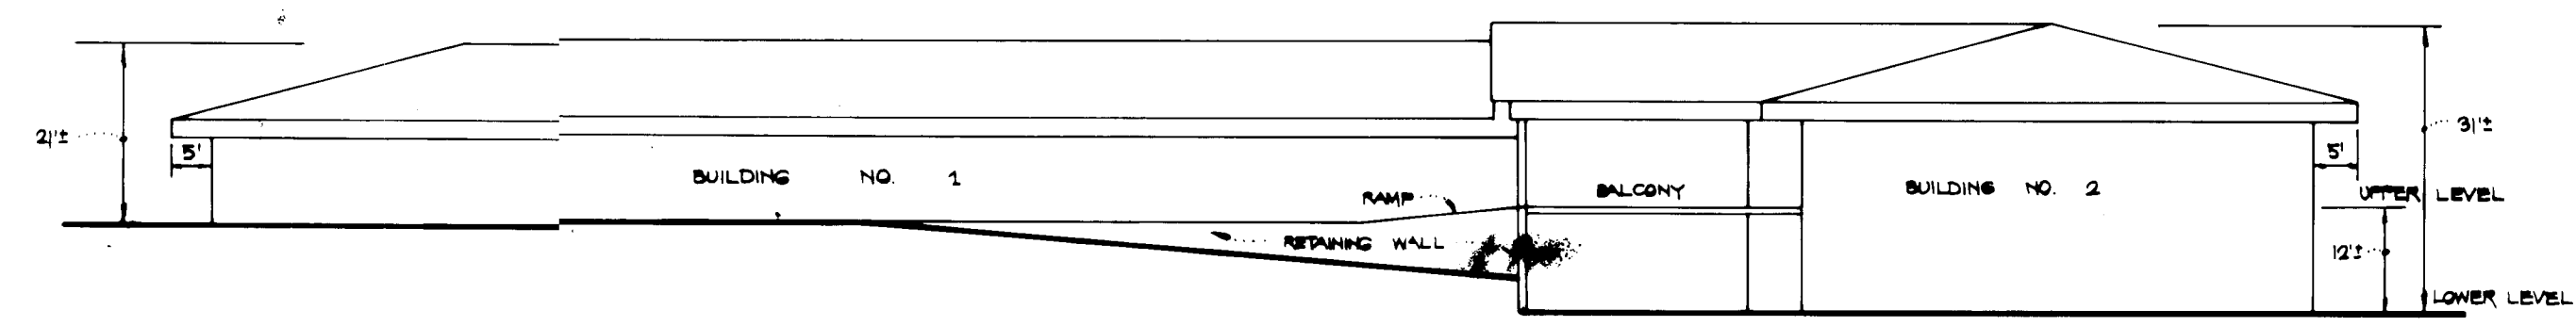 21'±
5'
BUILDING NO. 1
RAMP
RETAINING WALL
BALCONY
BUILDING NO. 2
5'
31'±
UPPER LEVEL
12'±
LOWER LEVEL